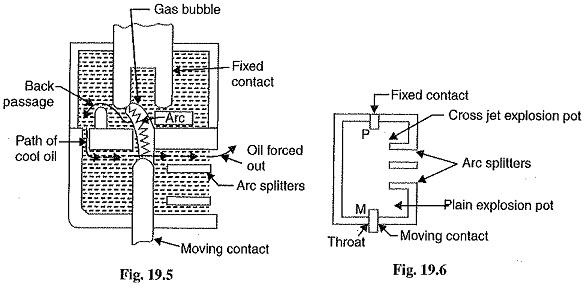 Gas bubble
Fixed
contact
Back
passage
Arc
Path of
cool oil
Oil forced
out
Arc splitters
Moving contact
Fig. 19.5
Fixed contact
Cross jet explosion pot
P
Arc splitters
M
Plain explosion pot
Throat
Moving contact
Fig. 19.6